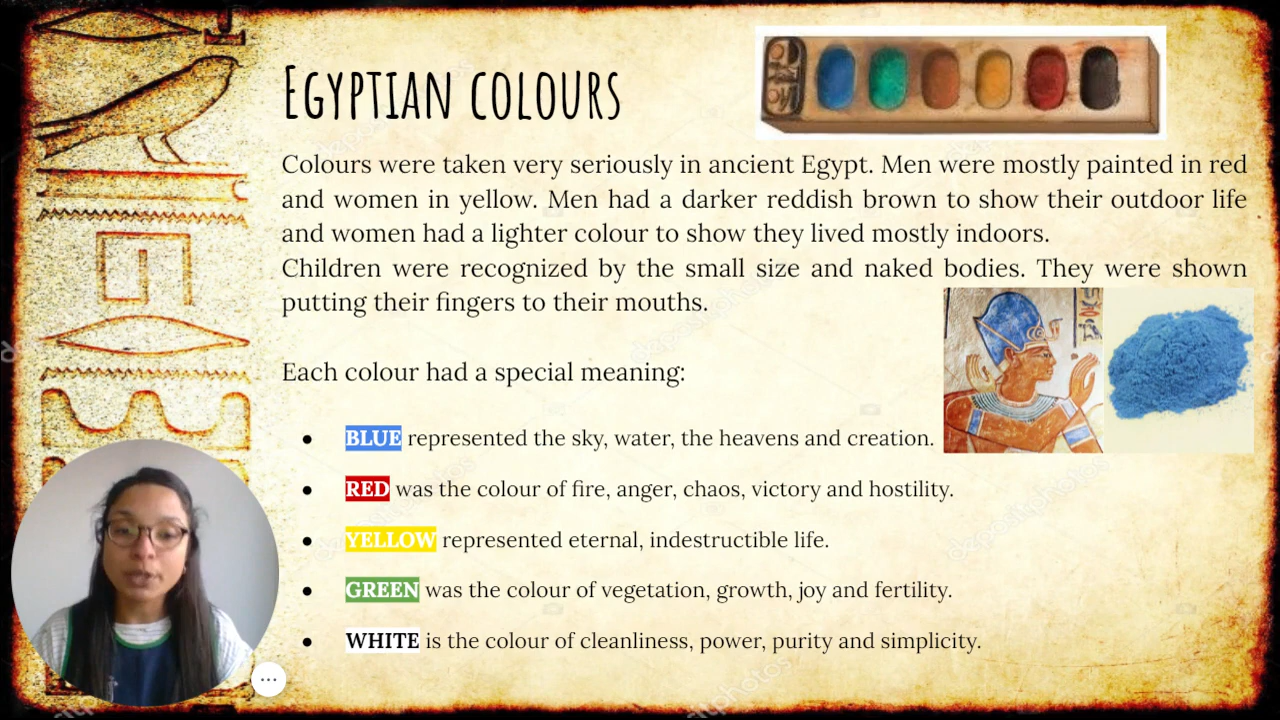 EGYPTIAN COLOURS
Colours were taken very seriously in ancient Egypt. Men were mostly painted in red
and women in yellow. Men had a darker reddish brown to show their outdoor life
and women had a lighter colour to show they lived mostly indoors.
Children were recognized by the small size and naked bodies. They were shown
putting their fingers to their mouths.
Each colour had a special meaning:
● BLUE represented the sky, water, the heavens and creation.
● RED was the colour of fire, anger, chaos, victory and hostility.
● YELLOW represented eternal, indestructible life.
● GREEN was the colour of vegetation, growth, joy and fertility.
● WHITE is the colour of cleanliness, power, purity and simplicity.